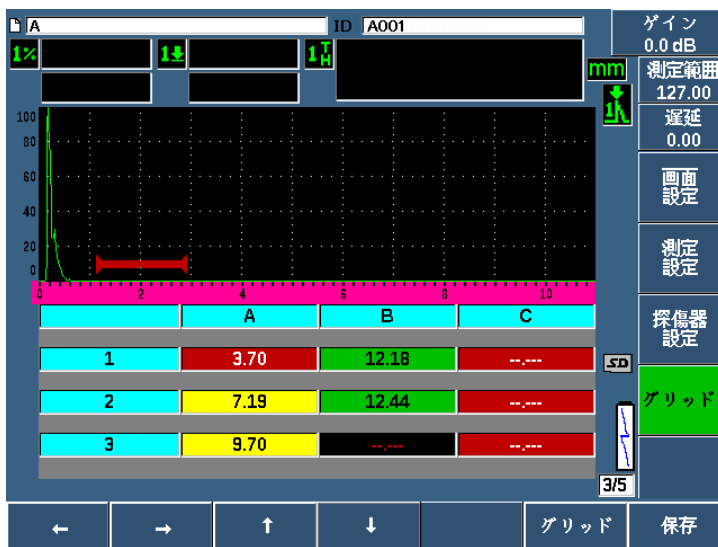 A ID A001
ゲイン
0.0 dB
1% 1 1TH
mm
測定範囲
127.00
遅延
0.00
画面
設定
測定
設定
探傷器
設定
グリッド
100
80
60
40
20
0
0 2 4 6 8 10
A B C
1 3.70 12.18 --.---
2 7.19 12.44 --.---
3 9.70 --.--- --.---
SD
3/5
← → ↑ ↓ グリッド 保存